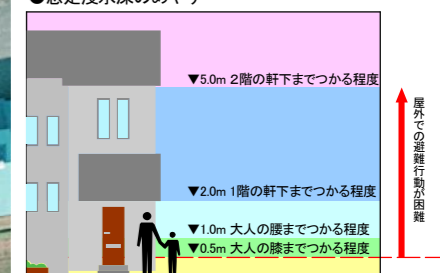 ●想定浸水深のめやす
▼5.0m 2階の軒下までつかる程度
▼2.0m 1階の軒下までつかる程度
▼1.0m 大人の腰までつかる程度
▼0.5m 大人の膝までつかる程度
屋外での避難行動が困難